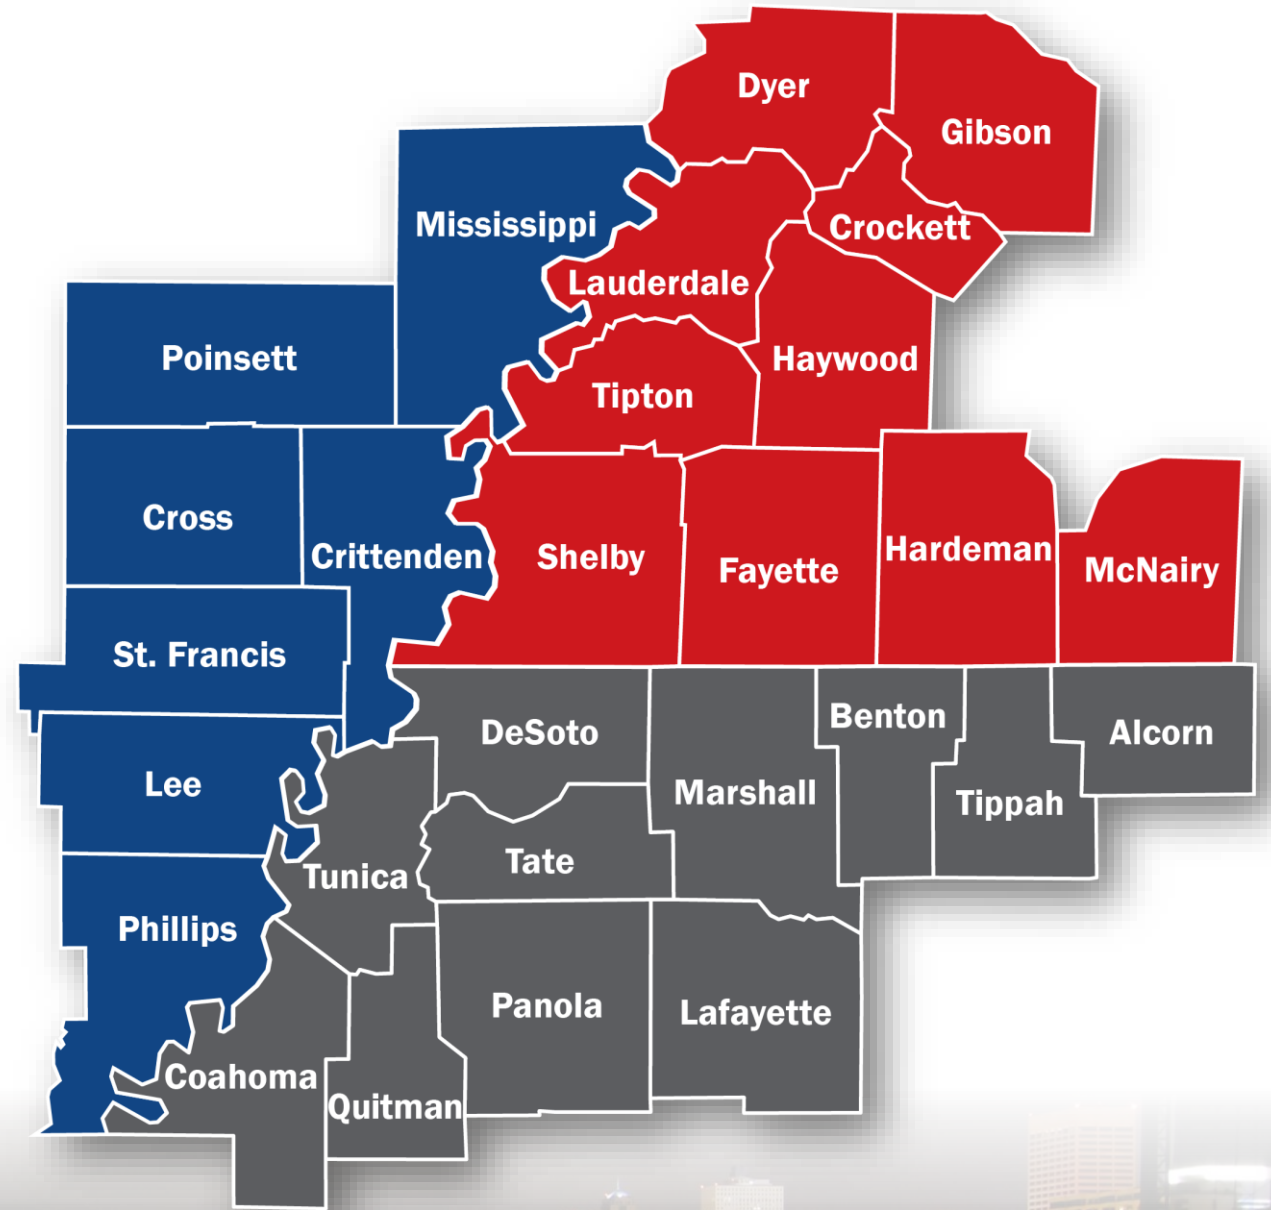 Dyer
Gibson
Mississippi
Crockett
Lauderdale
Poinsett
Haywood
Tipton
Cross
Crittenden
Shelby
Fayette
Hardeman
McNairy
St. Francis
DeSoto
Benton
Alcorn
Lee
Marshall
Tippah
Tate
Tunica
Phillips
Panola
Lafayette
Coahoma
Quitman